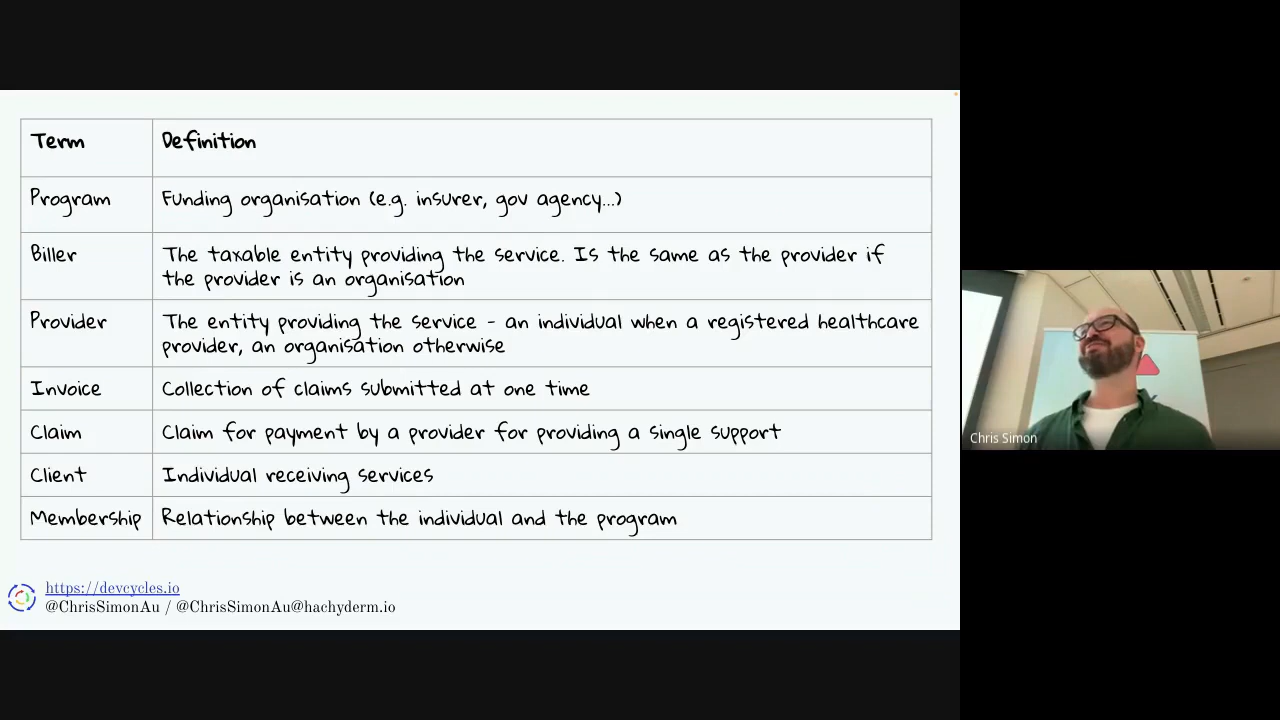 Term
Definition
Program
Funding organisation (e.g. insurer, gov agency...)
Biller
The taxable entity providing the service. Is the same as the provider if
the provider is an organisation
Provider
The entity providing the service - an individual when a registered healthcare
provider, an organisation otherwise
Invoice
Collection of claims submitted at one time
Claim
Claim for payment by a provider for providing a single support
Client
Individual receiving services
Membership
Relationship between the individual and the program
https://devcycles.io
@ChrisSimonAu / @ChrisSimonAu@hachyderm.io
Chris Simon